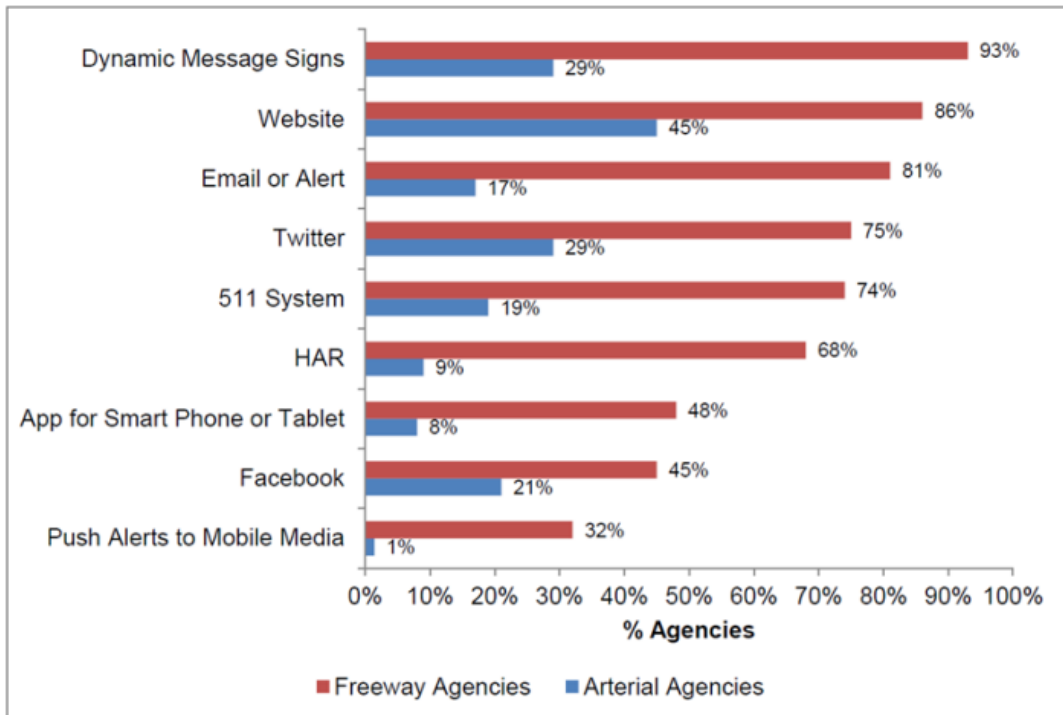 Dynamic Message Signs
93%
29%
Website
86%
45%
Email or Alert
81%
17%
Twitter
75%
29%
511 System
74%
19%
HAR
68%
9%
App for Smart Phone or Tablet
48%
8%
Facebook
45%
21%
Push Alerts to Mobile Media
32%
1%
0% 10% 20% 30% 40% 50% 60% 70% 80% 90% 100%
% Agencies
Freeway Agencies Arterial Agencies